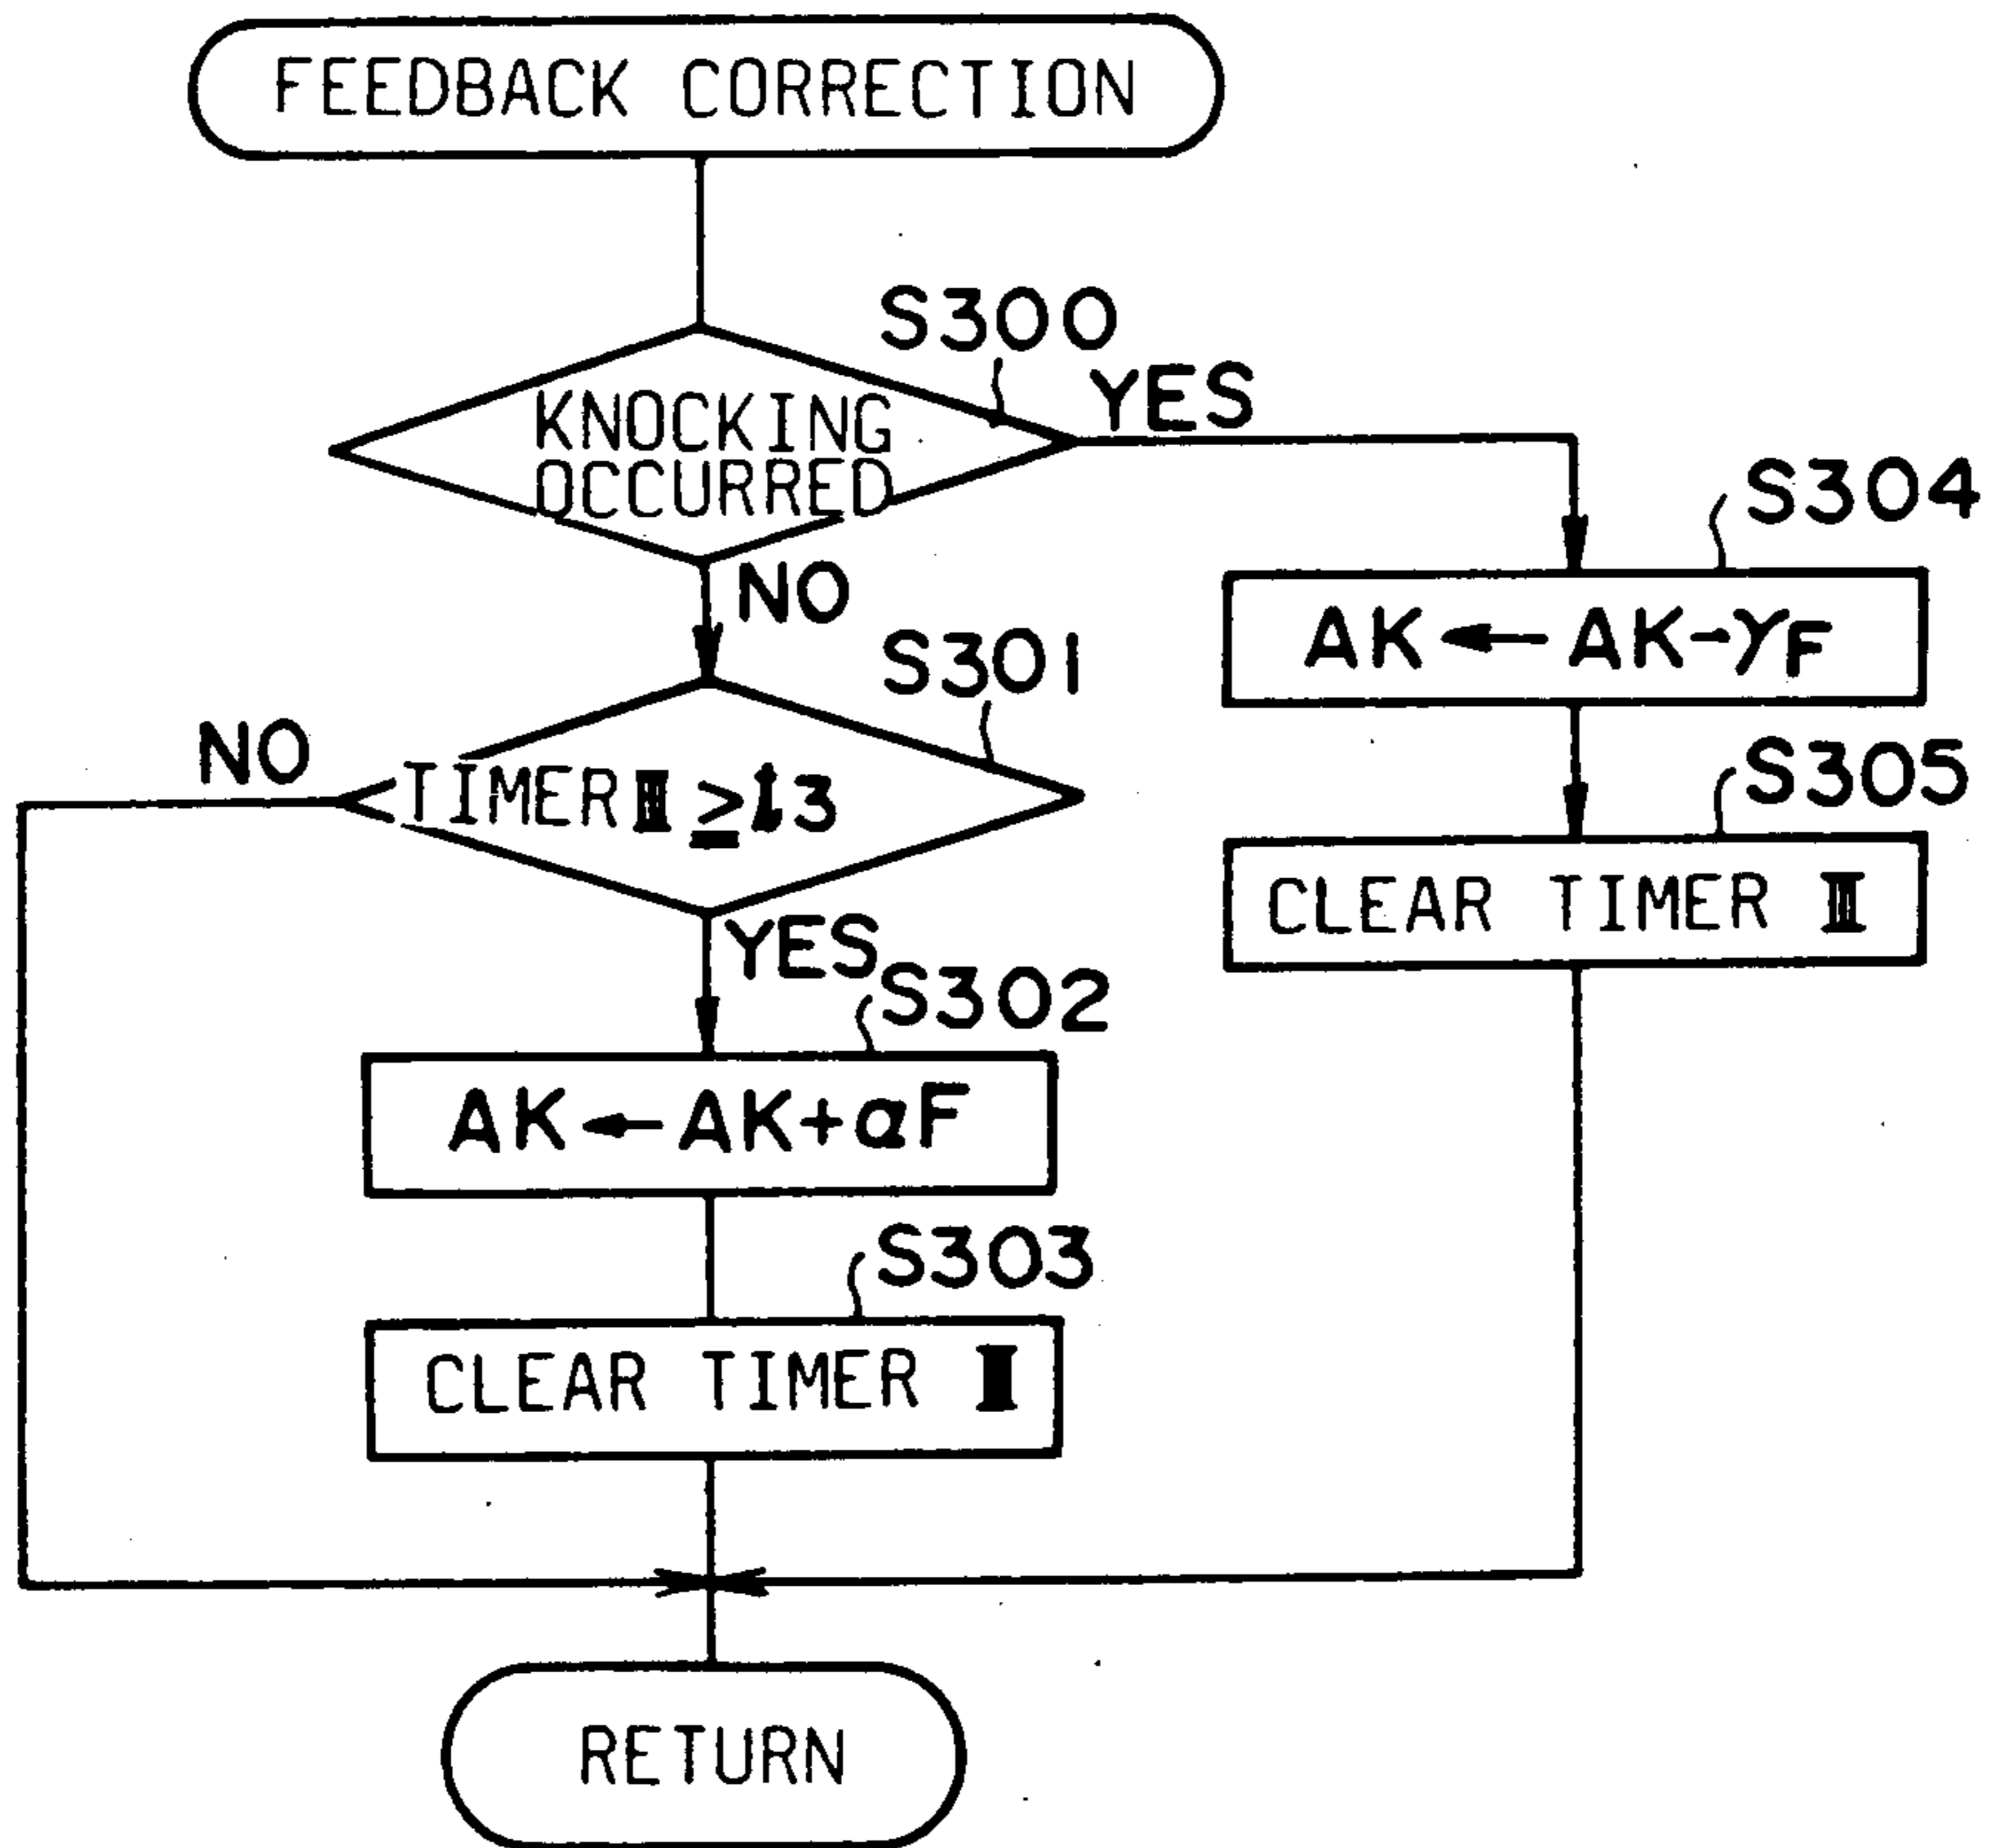 FEEDBACK CORRECTION
S300
KNOCKING
OCCURRED
YES
NO
S304
AK ← AK-γF
S301
NO
TIMER III ≥ t3
S305
CLEAR TIMER III
YES
S302
AK ← AK+αF
S303
CLEAR TIMER
RETURN